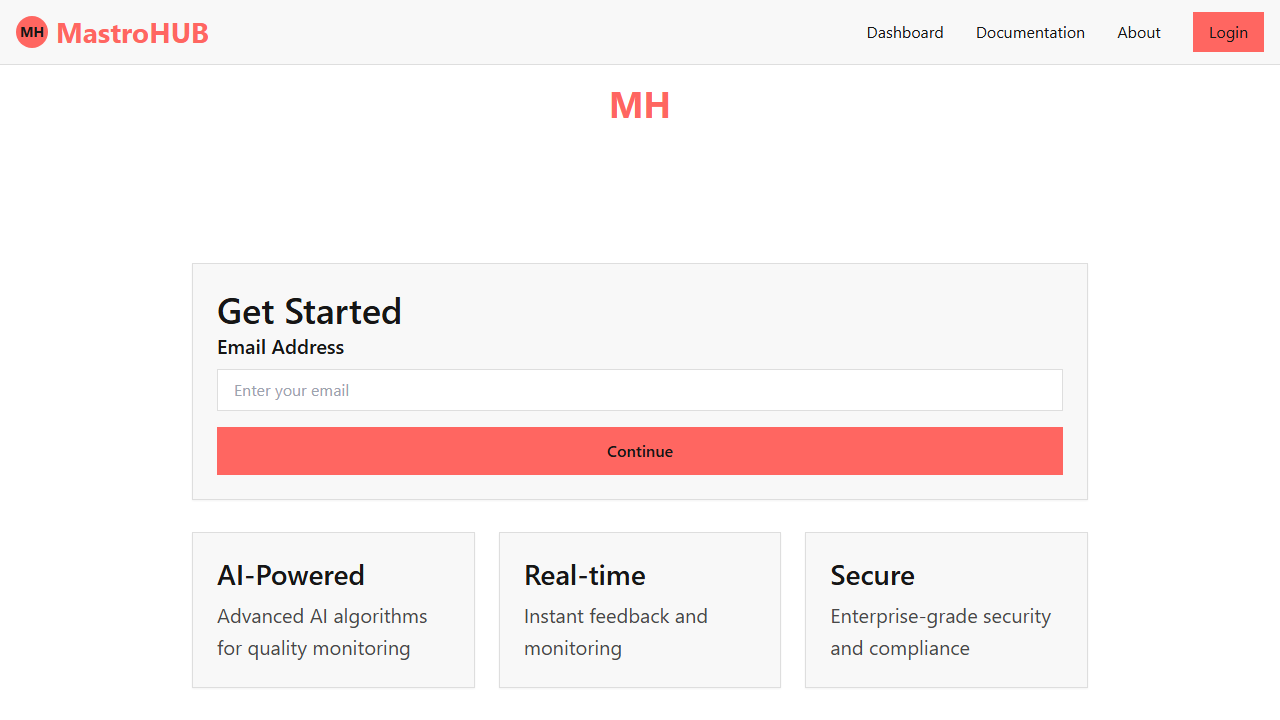 MH MastroHUB Dashboard Documentation About Login
MH
Get Started
Email Address
Enter your email
Continue
AI-Powered
Advanced AI algorithms
for quality monitoring
Real-time
Instant feedback and
monitoring
Secure
Enterprise-grade security
and compliance